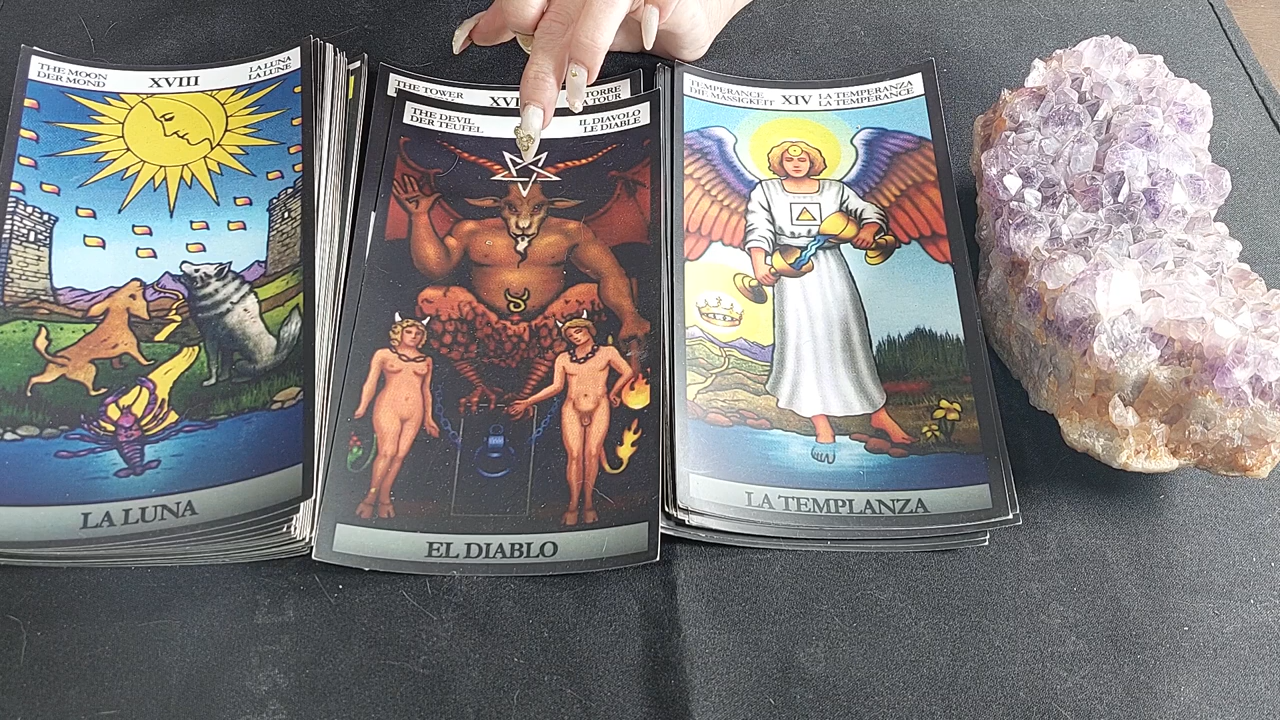 THE MOON
DER MOND
XVIII
LA LUNA
LA LUNE
LA LUNA
THE TOWER
TORRE
LA TOUR
THE DEVIL
DER TEUFEL
IL DIAVOLO
LE DIABLE
EL DIABLO
TEMPERANCE
DIE MÄSSIGKEIT
XIV
LA TEMPERANZA
LA TEMPERANCE
LA TEMPLANZA